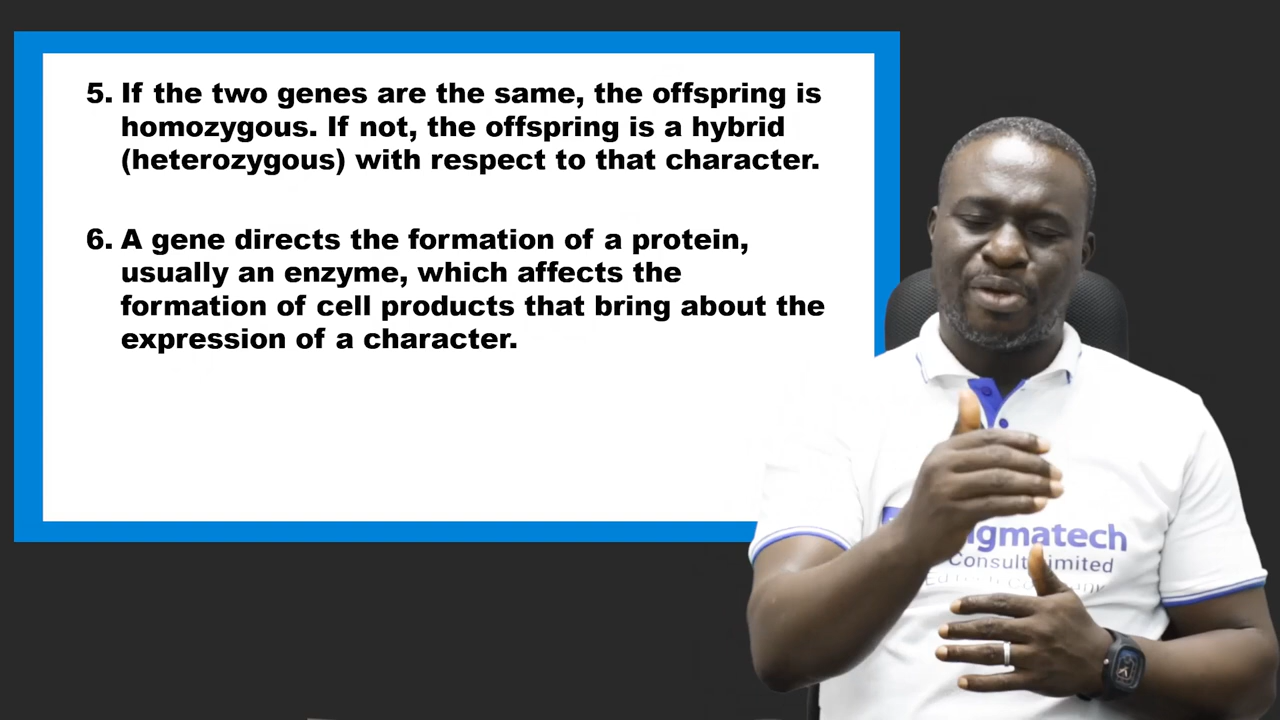 5. If the two genes are the same, the offspring is
homozygous. If not, the offspring is a hybrid
(heterozygous) with respect to that character.
6. A gene directs the formation of a protein,
usually an enzyme, which affects the
formation of cell products that bring about the
expression of a character.
gmatech
Consult Limited